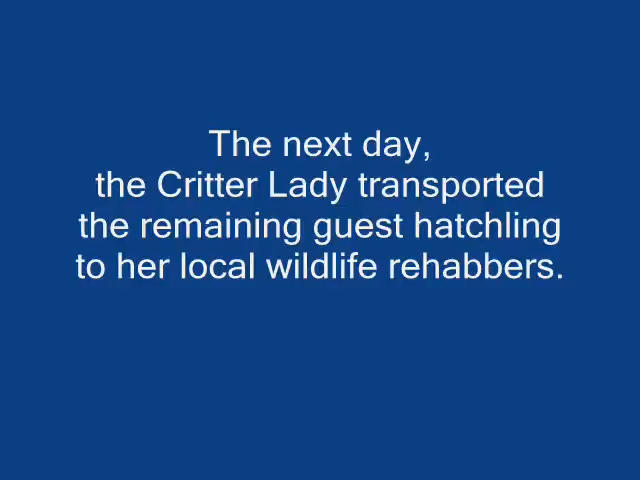 The next day,
the Critter Lady transported
the remaining guest hatchling
to her local wildlife rehabbers.